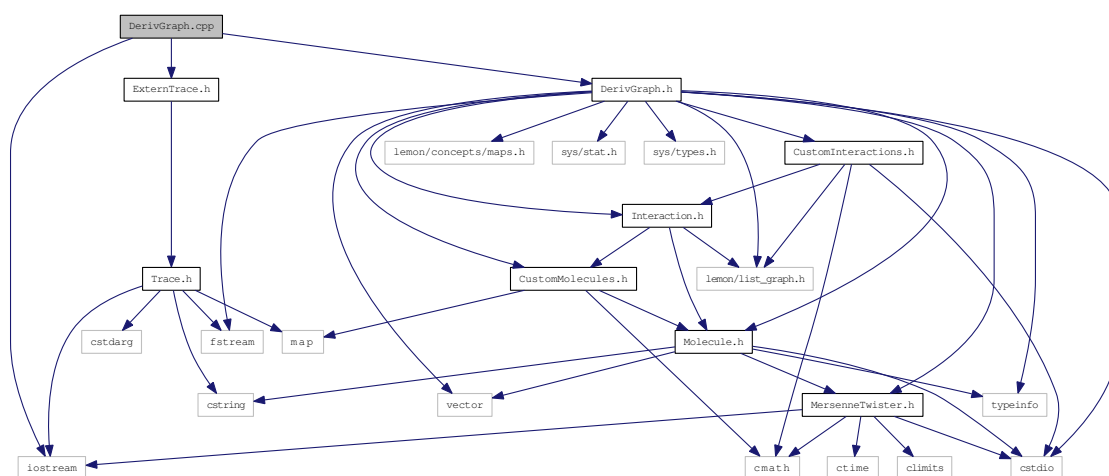 DerivGraph.cpp
ExternTrace.h
DerivGraph.h
lemon/concepts/maps.h
sys/stat.h
sys/types.h
CustomInteractions.h
Interaction.h
Trace.h
CustomMolecules.h
lemon/list_graph.h
cstdarg
fstream
map
Molecule.h
cstring
vector
MersenneTwister.h
typeinfo
iostream
cmath
ctime
climits
cstdio